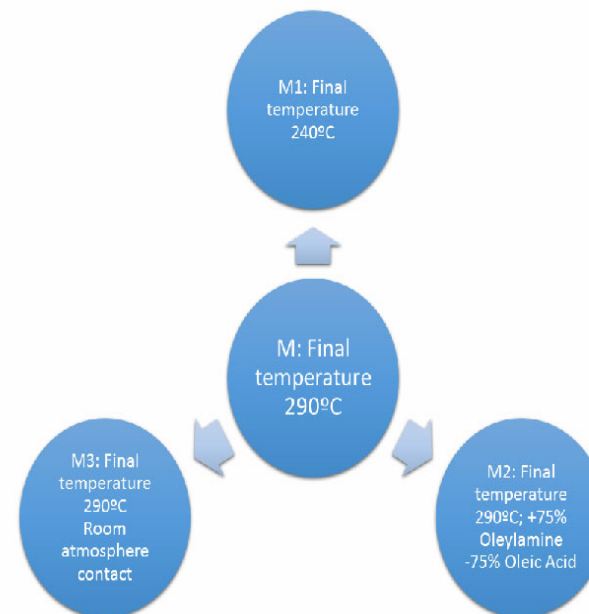 M1: Final
temperature
240ºC
M: Final
temperature
290ºC
M3: Final
temperature
290ºC
Room
atmosphere
contact
M2: Final
temperature
290ºC; +75%
Oleylamine
-75% Oleic Acid